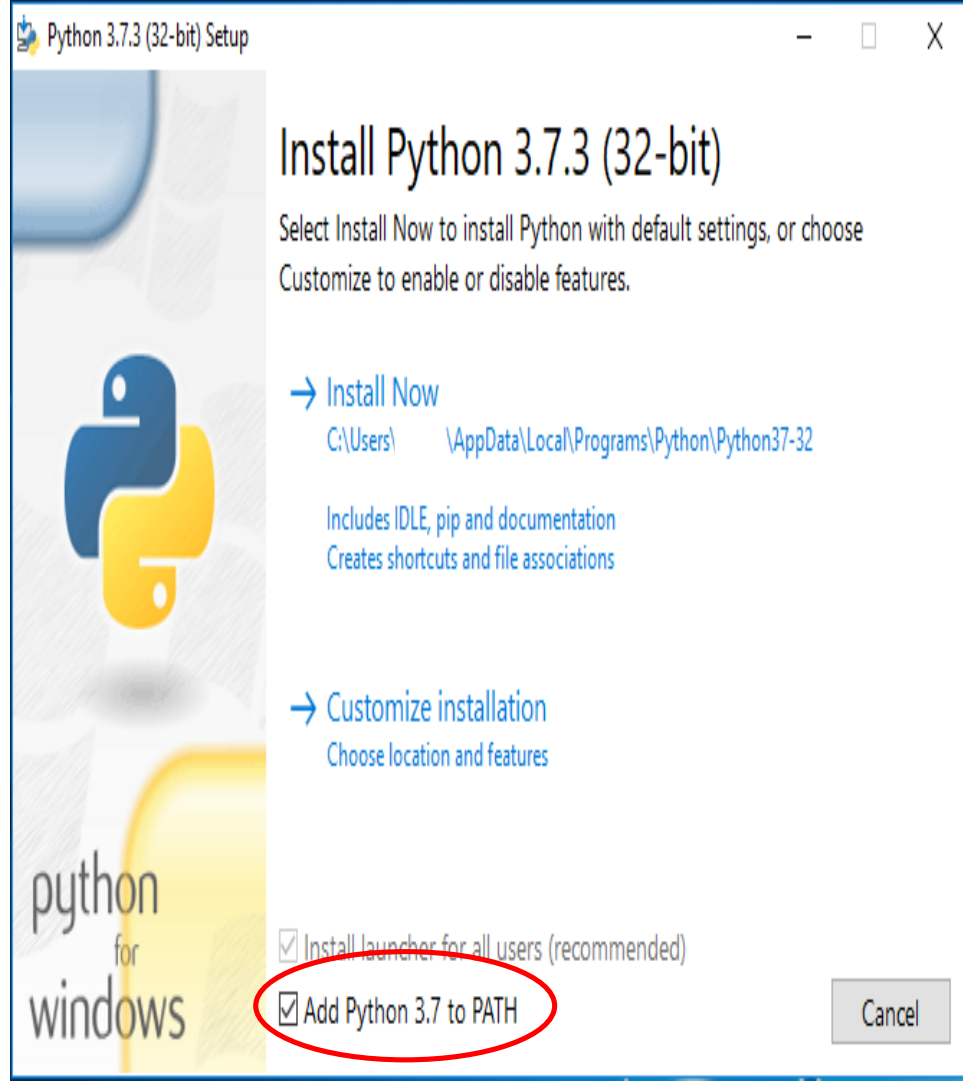 Python 3.7.3 (32-bit) Setup
Install Python 3.7.3 (32-bit)
Select Install Now to install Python with default settings, or choose
Customize to enable or disable features.
Install Now
C:\Users\ \AppData\Local\Programs\Python\Python37-32
Includes IDLE, pip and documentation
Creates shortcuts and file associations
Customize installation
Choose location and features
python
for
windows
Install launcher for all users (recommended)
Add Python 3.7 to PATH
Cancel